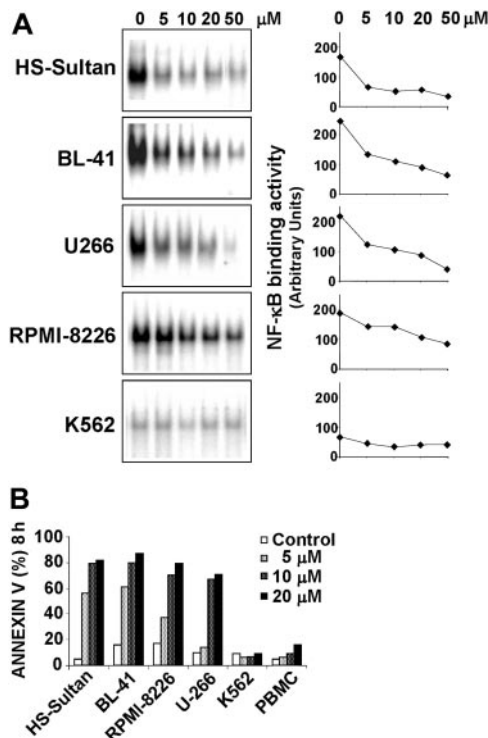 A
0 5 10 20 50 μM
0 5 10 20 50 μM
HS-Sultan
BL-41
U266
RPMI-8226
K562
NF-κB binding activity
(Arbitrary Units)
200
100
0
200
100
0
200
100
0
200
100
0
200
100
0
B
ANNEXIN V (%) 8h
100
80
60
40
20
0
Control
5 μM
10 μM
20 μM
HS-Sultan
BL-41
RPMI-8226
U-266
K562
PBMC